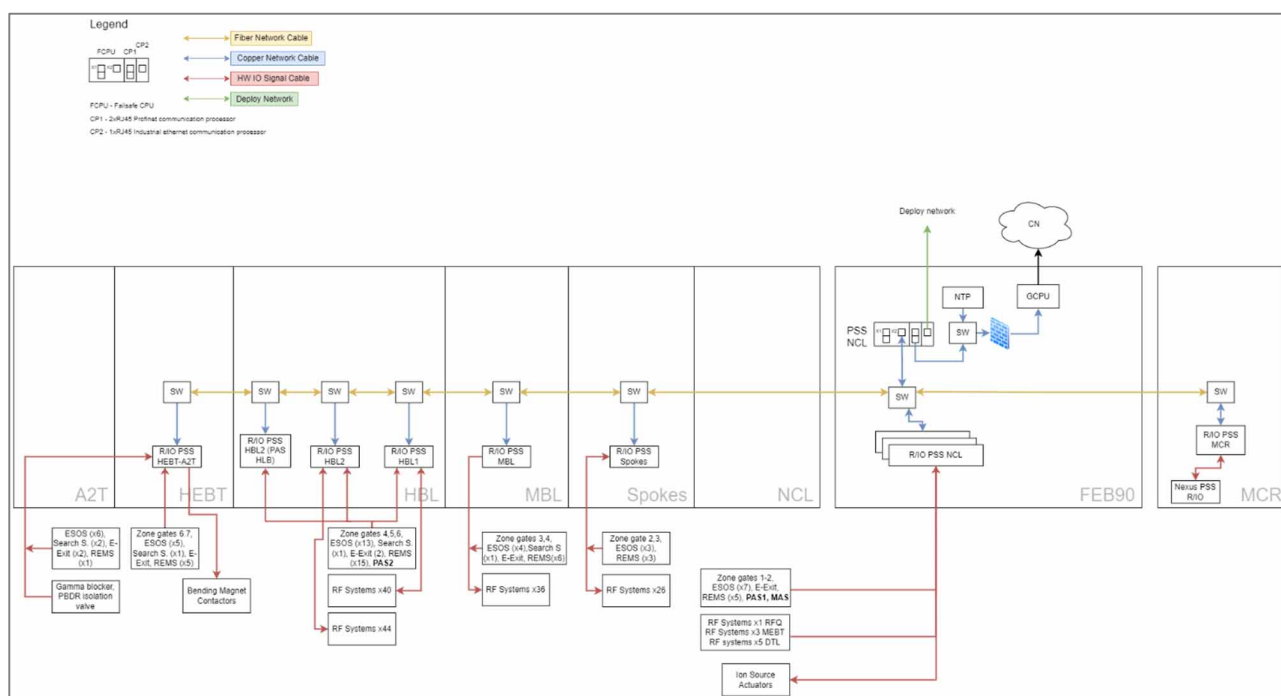 Legend
FCPU
CP1
CP2
X1
X2
Fiber Network Cable
Copper Network Cable
HW IO Signal Cable
Deploy Network
FCPU - Failsafe CPU
CP1 - 2xRJ45 Profinet communication processor
CP2 - 1xRJ45 Industrial ethernet communication processor
Deploy network
CN
NTP
GCPU
PSS
NCL
X1
X2
SW
SW
SW
SW
SW
SW
SW
SW
SW
R/IO PSS
HEBT-A2T
R/IO PSS
HBL2 (PAS
HLB)
R/IO PSS
HBL2
R/IO PSS
HBL1
R/IO PSS
MBL
R/IO PSS
Spokes
R/IO PSS NCL
R/IO PSS
MCR
Nexus PSS
R/IO
A2T
HEBT
HBL
MBL
Spokes
NCL
FEB90
MCR
ESOS (x6),
Search S. (x2), E-
Exit (x2), REMS
(x1)
Gamma blocker,
PBDR isolation
valve
Zone gates 6.7,
ESOS (x5),
Search S. (x1), E-
Exit, REMS (x5)
Bending Magnet
Contactors
Zone gates 4,5,6,
ESOS (x13), Search S.
(x1), E-Exit (2), REMS
(x15), PAS2
RF Systems x40
RF Systems x44
Zone gates 3,4,
ESOS (x4),Search S
(x1), E-Exit, REMS(x6)
RF Systems x36
Zone gate 2,3,
ESOS (x3),
REMS (x3)
RF Systems x26
Zone gates 1-2,
ESOS (x7), E-Exit,
REMS (x5), PAS1, MAS
RF Systems x1 RFQ
RF Systems x3 MEBT
RF systems x5 DTL
Ion Source
Actuators